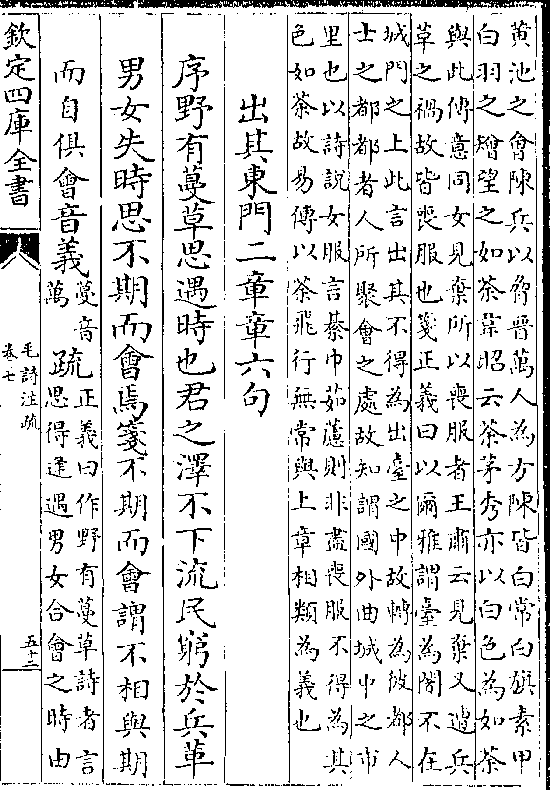 黄池之會陳兵以脅晉萬人為方陳皆白常白旗素甲
白羽之矰望之如荼韋昭云荼茅秀亦以白色為如荼
與此傳意同女見棄所以喪服者王肅云見棄又遭兵
草之禍故皆喪服也箋正義曰以爾雅謂臺為闍不在
城門之上此言出其不得為出臺之中故轉為彼都人
士之都都者人所聚會之處故知謂國外曲城中之市
里也以詩說女服言綦巾茹藘則非盡喪服不得為其
色如荼故易傳以荼飛行無常與上章相類為義也
出其東門二章章六句
序野有蔓草思遇時也君之澤不下流民窮於兵革
男女失時思不期而會焉箋不期而會謂不相與期
而自俱會音義蔓音萬疏正義曰作野有蔓草詩者言思得逢遇男女合會之時由
欽定四庫全書
毛詩注疏
卷七
五十二